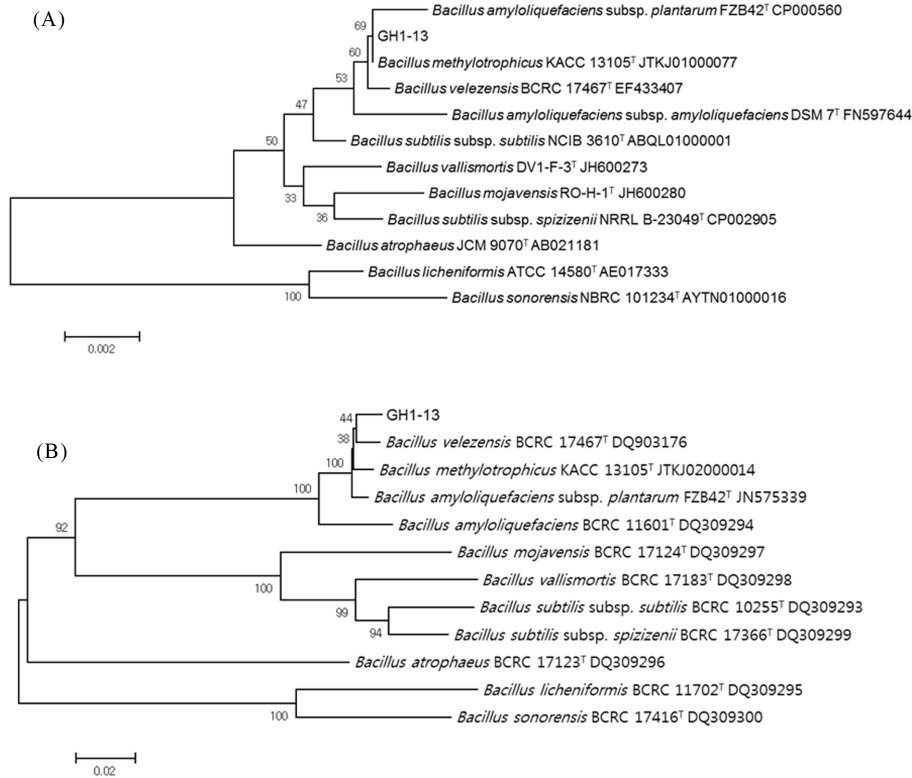 (A)
Bacillus amyloliquefaciens subsp. plantarum FZB42ᵀ CP000560
69
GH1-13
60
Bacillus methylotrophicus KACC 13105ᵀ JTKJ01000077
53
Bacillus velezensis BCRC 17467ᵀ EF433407
47
Bacillus amyloliquefaciens subsp. amyloliquefaciens DSM 7ᵀ FN597644
50
Bacillus subtilis subsp. subtilis NCIB 3610ᵀ ABQL01000001
Bacillus vallismortis DV1-F-3ᵀ JH600273
33
Bacillus mojavensis RO-H-1ᵀ JH600280
36
Bacillus subtilis subsp. spizizenii NRRL B-23049ᵀ CP002905
Bacillus atrophaeus JCM 9070ᵀ AB021181
Bacillus licheniformis ATCC 14580ᵀ AE017333
100
Bacillus sonorensis NBRC 101234ᵀ AYTN01000016
0.002
(B)
44
GH1-13
38
Bacillus velezensis BCRC 17467ᵀ DQ903176
100
Bacillus methylotrophicus KACC 13105ᵀ JTKJ02000014
100
Bacillus amyloliquefaciens subsp. plantarum FZB42ᵀ JN575339
92
Bacillus amyloliquefaciens BCRC 11601ᵀ DQ309294
Bacillus mojavensis BCRC 17124ᵀ DQ309297
100
Bacillus vallismortis BCRC 17183ᵀ DQ309298
99
Bacillus subtilis subsp. subtilis BCRC 10255ᵀ DQ309293
94
Bacillus subtilis subsp. spizizenii BCRC 17366ᵀ DQ309299
Bacillus atrophaeus BCRC 17123ᵀ DQ309296
Bacillus licheniformis BCRC 11702ᵀ DQ309295
100
Bacillus sonorensis BCRC 17416ᵀ DQ309300
0.02